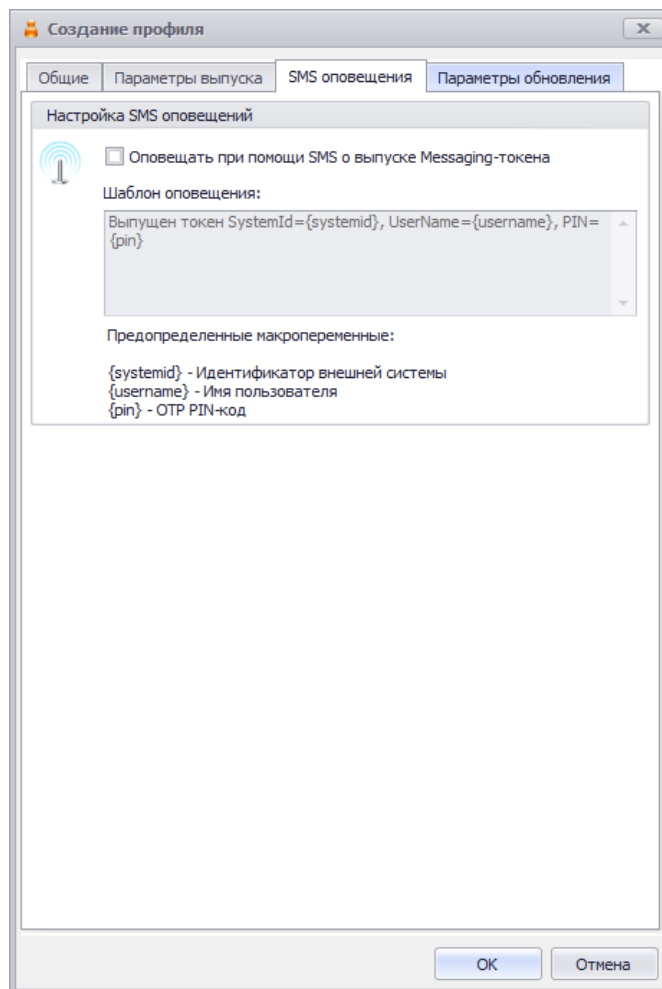 Создание профиля
Общие
Параметры выпуска
SMS оповещения
Параметры обновления
Настройка SMS оповещений
Оповещать при помощи SMS о выпуске Messaging-токена
Шаблон оповещения:
Выпущен токен SystemId={systemid}, UserName={username}, PIN=
{pin}
Предопределенные макропеременные:
{systemid} - Идентификатор внешней системы
{username} - Имя пользователя
{pin} - OTP PIN-код
ОК
Отмена